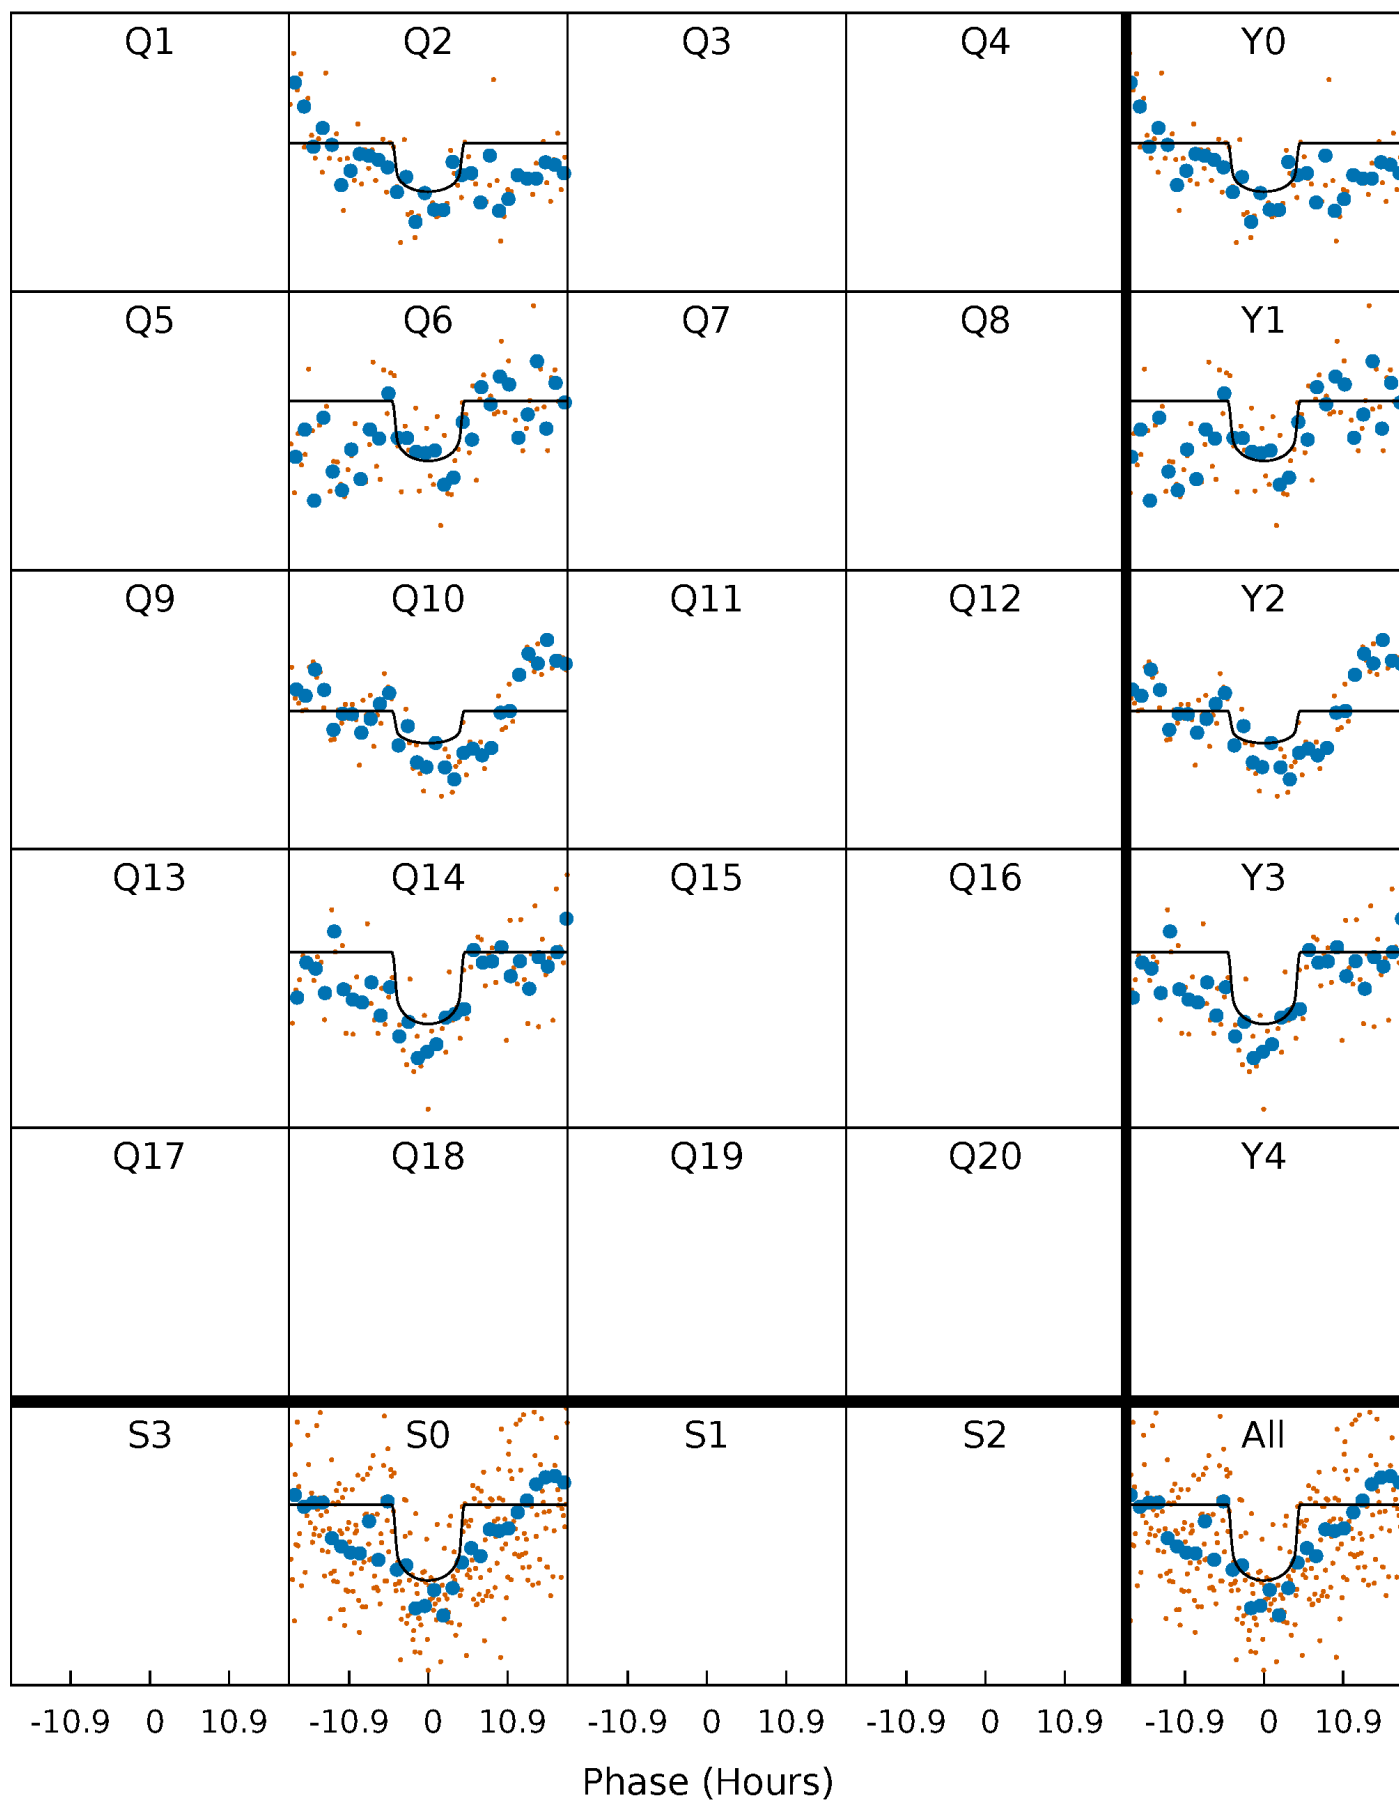 Q1 Q2 Q3 Q4 Y0
Q5 Q6 Q7 Q8 Y1
Q9 Q10 Q11 Q12 Y2
Q13 Q14 Q15 Q16 Y3
Q17 Q18 Q19 Q20 Y4
S3 S0 S1 S2 All
-10.9 0 10.9 -10.9 0 10.9 -10.9 0 10.9 -10.9 0 10.9 -10.9 0 10.9
Phase (Hours)